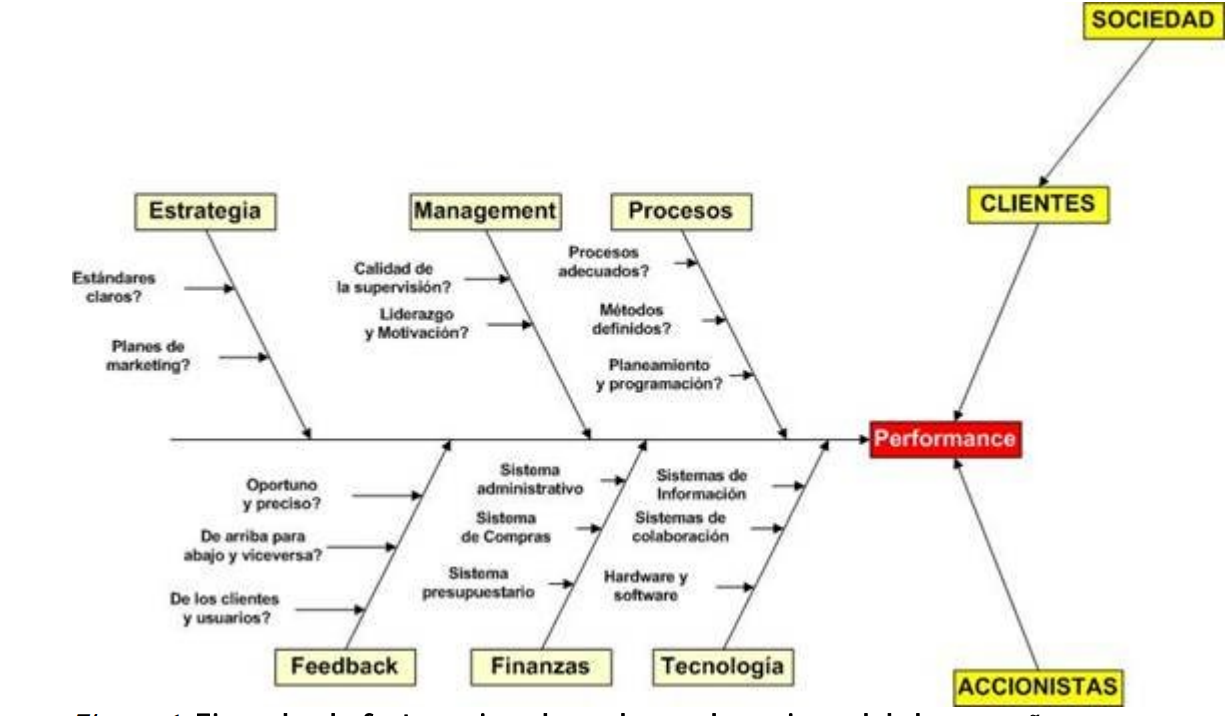 SOCIEDAD
CLIENTES
Estrategia
Management
Procesos
Estándares
claros?
Planes de
marketing?
Calidad de
la supervisión?
Liderazgo
y Motivación?
Procesos
adecuados?
Métodos
definidos?
Planeamiento
y programación?
Performance
Oportuno
y preciso?
De arriba para
abajo y viceversa?
De los clientes
y usuarios?
Sistema
administrativo
Sistema
de Compras
Sistema
presupuestario
Sistemas de
Información
Sistemas de
colaboración
Hardware y
software
Feedback
Finanzas
Tecnología
ACCIONISTAS